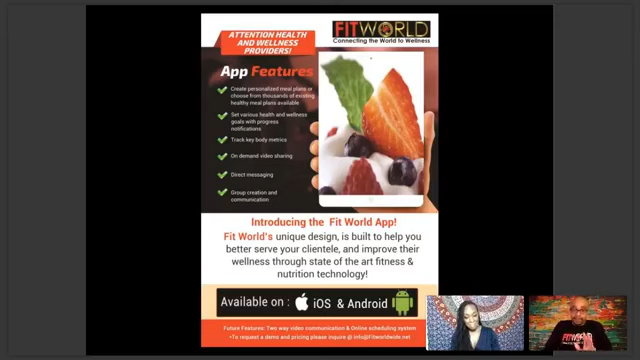 ATTENTION HEALTH
AND WELLNESS
PROVIDERS!
FITWORLD
Connecting the World to Wellness
App Features
Create personalized meal plans or
choose from thousands of existing
healthy meal plans available
Set various health and wellness
goals with progress
notifications
Track key body metrics
On demand video sharing
Direct messaging
Group creation and
communication
Introducing the Fit World App!
Fit World's unique design, is built to help you
better serve your clientele, and improve their
wellness through state of the art fitness &
nutrition technology!
Available on : iOS & Android
Future Features: Two way video communication & Online scheduling system
*To request a demo and pricing please inquire @ info@Fitworldwide.net